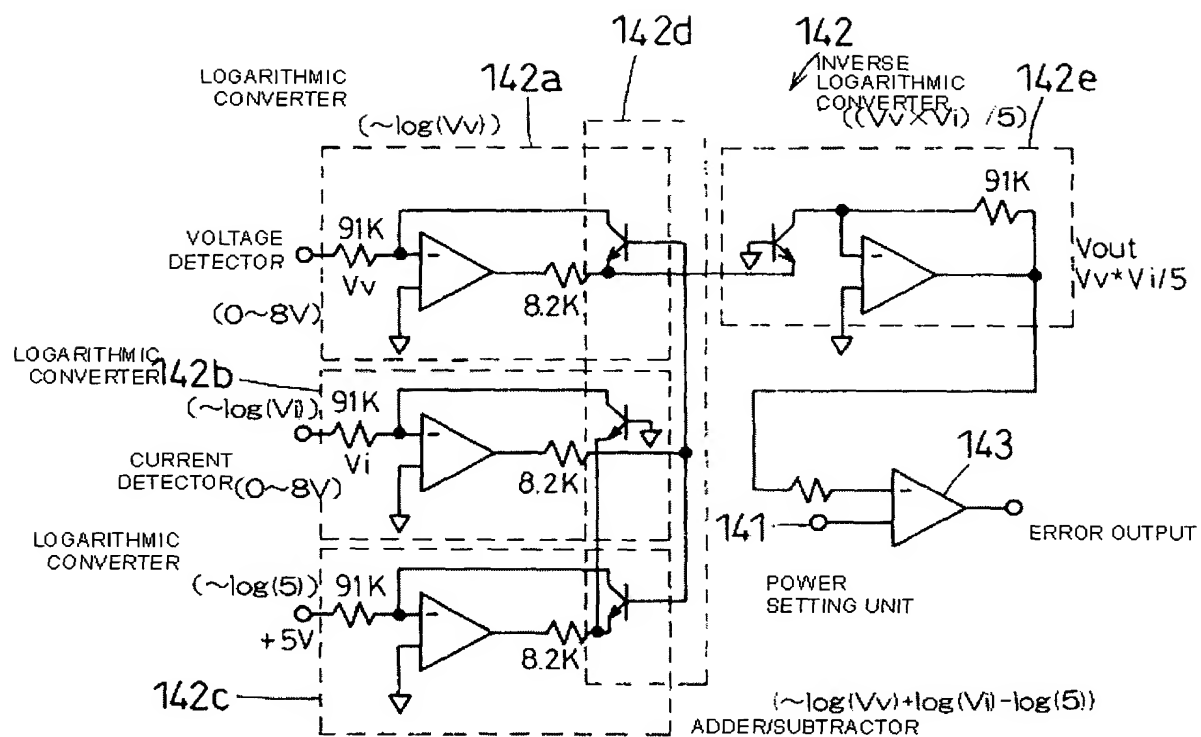 142d
142
LOGARITHMIC
CONVERTER
142a
INVERSE
LOGARITHMIC
CONVERTER
142e
(~log(Vv))
((Vv×Vi) /5)
91K
91K
VOLTAGE
DETECTOR
Vv
8.2K
Vout
Vv*Vi/5
(0~8V)
LOGARITHMIC
CONVERTER
142b
(~log(Vi))
91K
Vi
143
CURRENT
DETECTOR
(0~8V)
8.2K
141
ERROR OUTPUT
LOGARITHMIC
CONVERTER
(~log(5))
91K
POWER
SETTING UNIT
+5V
8.2K
142c
(~log(Vv)+log(Vi)-log(5))
ADDER/SUBTRACTOR